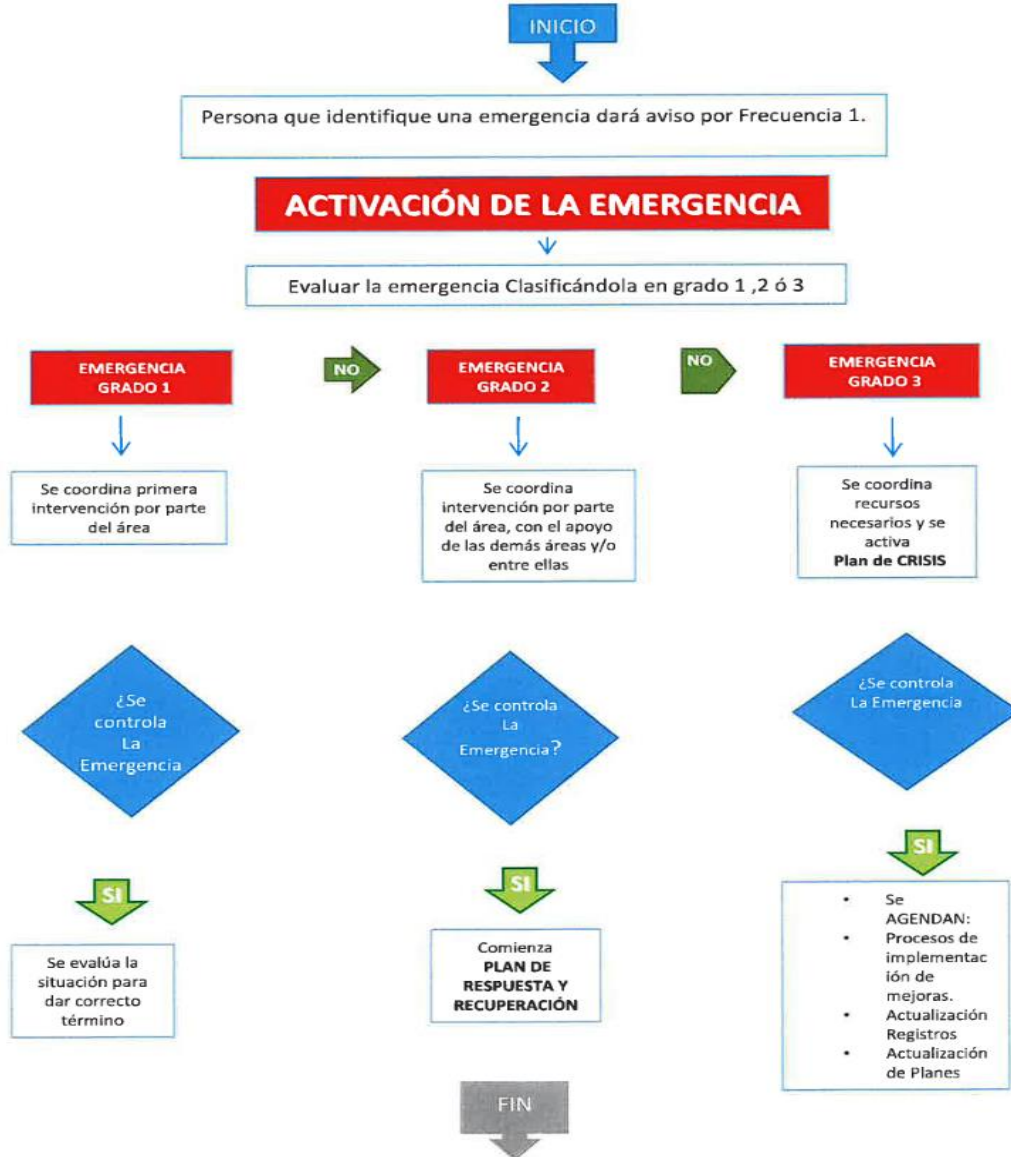 INICIO
Persona que identifique una emergencia dará aviso por Frecuencia 1.
ACTIVACIÓN DE LA EMERGENCIA
Evaluar la emergencia Clasificándola en grado 1 ,2 ó 3
EMERGENCIA
GRADO 1
NO
EMERGENCIA
GRADO 2
NO
EMERGENCIA
GRADO 3
Se coordina primera
intervención por parte
del área
Se coordina
intervención por parte
del área, con el apoyo
de las demás áreas y/o
entre ellas
Se coordina
recursos
necesarios y se
activa
Plan de CRISIS
¿Se
controla
La
Emergencia
¿Se controla
La
Emergencia?
¿Se controla
La Emergencia
SI
SI
SI
Se evalúa la
situación para
dar correcto
término
Comienza
PLAN DE
RESPUESTA Y
RECUPERACIÓN
• Se
AGENDAN:
• Procesos de
implementac
ión de
mejoras.
• Actualización
Registros
• Actualización
de Planes
FIN